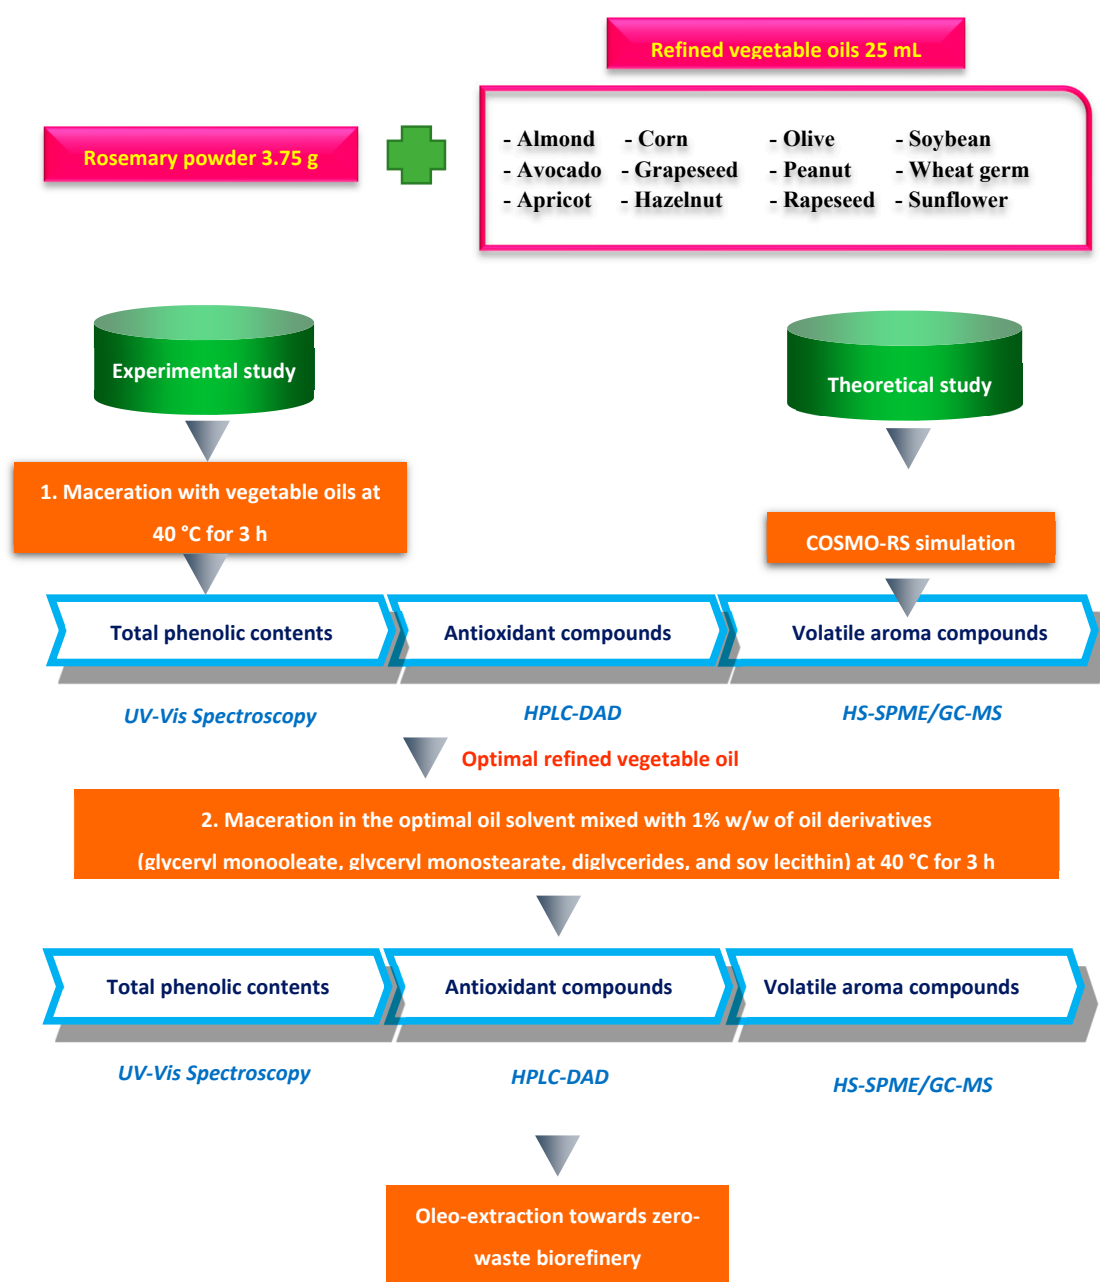 Refined vegetable oils 25 mL
Rosemary powder 3.75 g
- Almond - Corn - Olive - Soybean
- Avocado - Grapeseed - Peanut - Wheat germ
- Apricot - Hazelnut - Rapeseed - Sunflower
Experimental study
Theoretical study
1. Maceration with vegetable oils at
40 °C for 3 h
COSMO-RS simulation
Total phenolic contents
Antioxidant compounds
Volatile aroma compounds
UV-Vis Spectroscopy
HPLC-DAD
HS-SPME/GC-MS
Optimal refined vegetable oil
2. Maceration in the optimal oil solvent mixed with 1% w/w of oil derivatives
(glyceryl monooleate, glyceryl monostearate, diglycerides, and soy lecithin) at 40 °C for 3 h
Total phenolic contents
Antioxidant compounds
Volatile aroma compounds
UV-Vis Spectroscopy
HPLC-DAD
HS-SPME/GC-MS
Oleo-extraction towards zero-
waste biorefinery